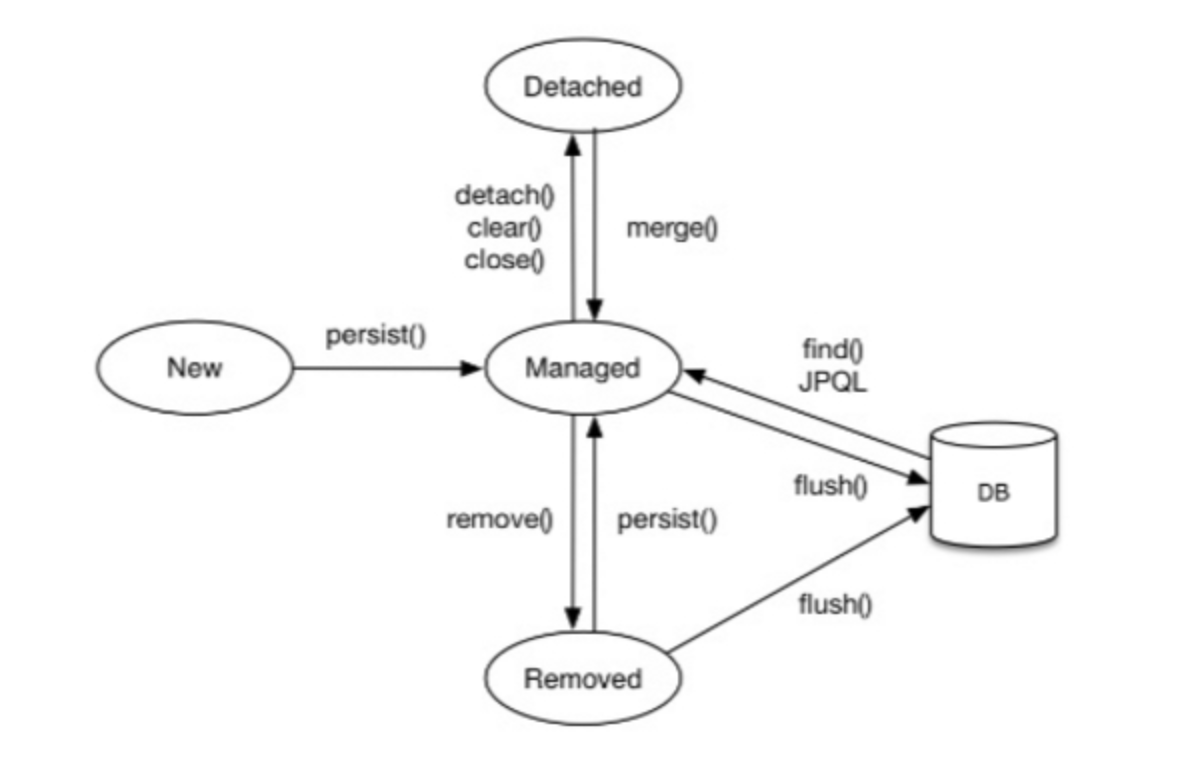 Detached
detach()
clear()
close()
merge()
New
persist()
Managed
find()
JPQL
flush()
DB
remove()
persist()
flush()
Removed